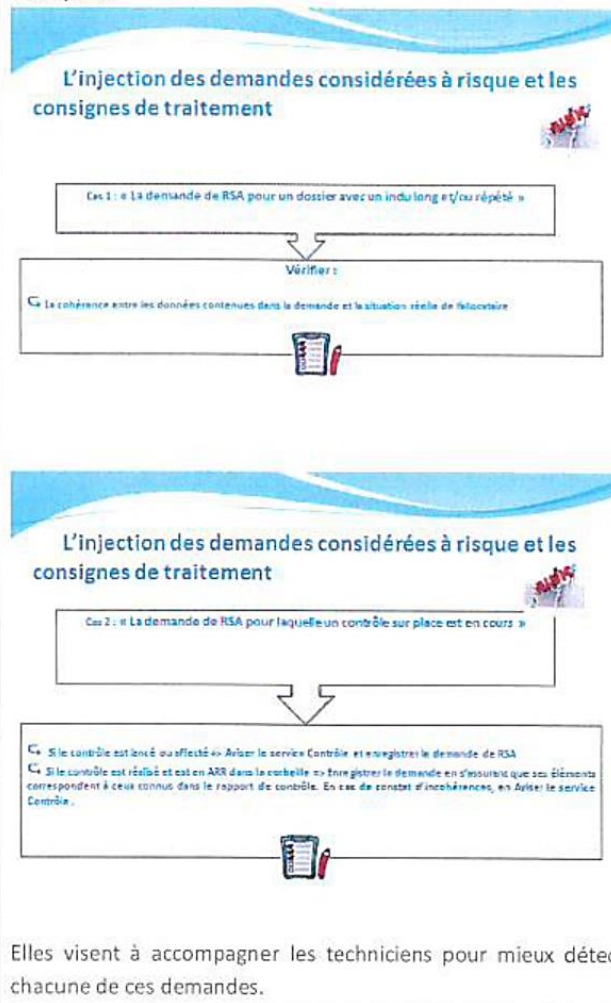 L'injection des demandes considérées à risque et les
consignes de traitement
RISK
Cas 1 : « La demande de RSA pour un dossier avec un indu long et/ou répété »
Vérifier :
La cohérence entre les données contenues dans la demande et la situation réelle de l'allocataire
L'injection des demandes considérées à risque et les
consignes de traitement
RISK
Cas 2 : « La demande de RSA pour laquelle un contrôle sur place est en cours »
Si le contrôle est lancé ou affecté => Aviser le service Contrôle et enregistrer la demande de RSA
Si le contrôle est réalisé et est en ARR dans la corbeille => Enregistrer la demande en s'assurant que ses éléments
correspondent à ceux connus dans le rapport de contrôle. En cas de constat d'incohérences, en Aviser le service
Contrôle .
Elles visent à accompagner les techniciens pour mieux détec
chacune de ces demandes.